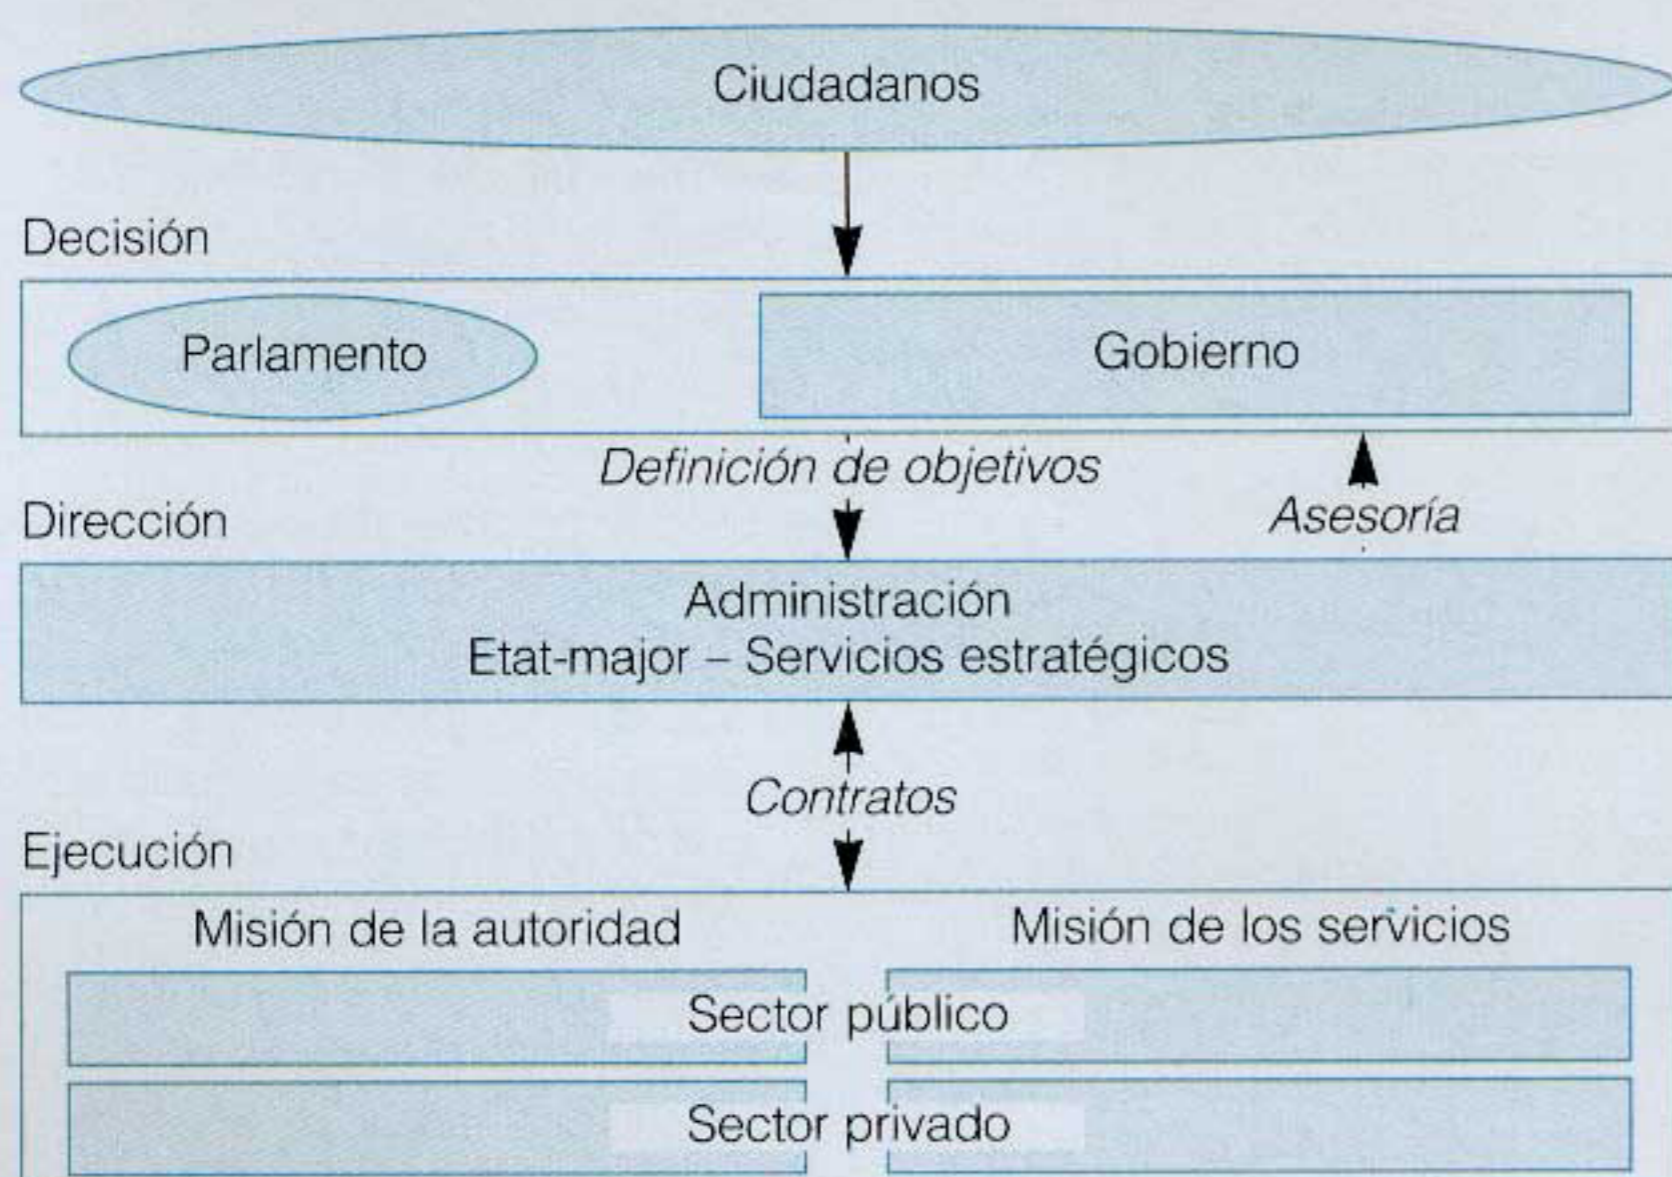 Ciudadanos
Decisión
Parlamento
Gobierno
Definición de objetivos
Asesoría
Dirección
Administración
Etat-major – Servicios estratégicos
Contratos
Ejecución
Misión de la autoridad
Misión de los servicios
Sector público
Sector privado